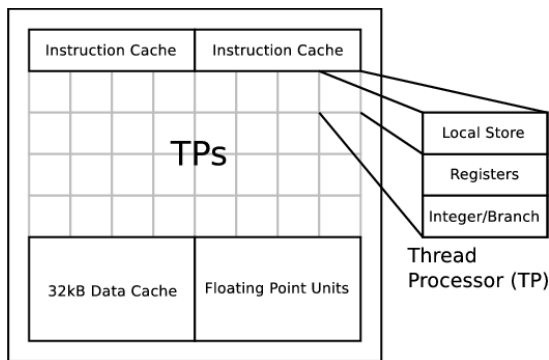 Instruction Cache
Instruction Cache
TPs
Local Store
Registers
Integer/Branch
Thread
Processor (TP)
32kB Data Cache
Floating Point Units